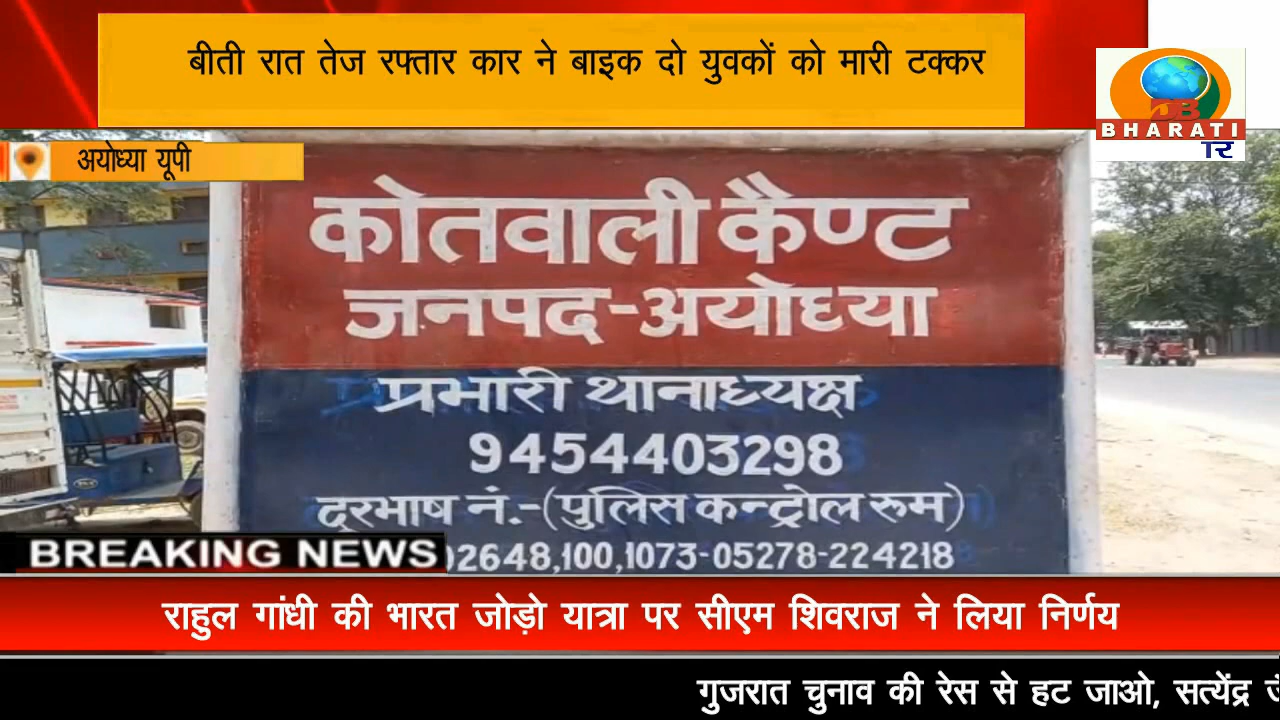 बीती रात तेज रफ्तार कार ने बाइक दो युवकों को मारी टक्कर
BHARATI
अयोध्या यूपी
कोतवाली कैण्ट
जनपद-अयोध्या
प्रभारी थानाध्यक्ष
9454403298
दूरभाष नं.-(पुलिस कन्ट्रोल रूम)
BREAKING NEWS
02648,100,1073-05278-224218
राहुल गांधी की भारत जोड़ो यात्रा पर सीएम शिवराज ने लिया निर्णय
गुजरात चुनाव की रेस से हट जाओ, सत्येंद्र